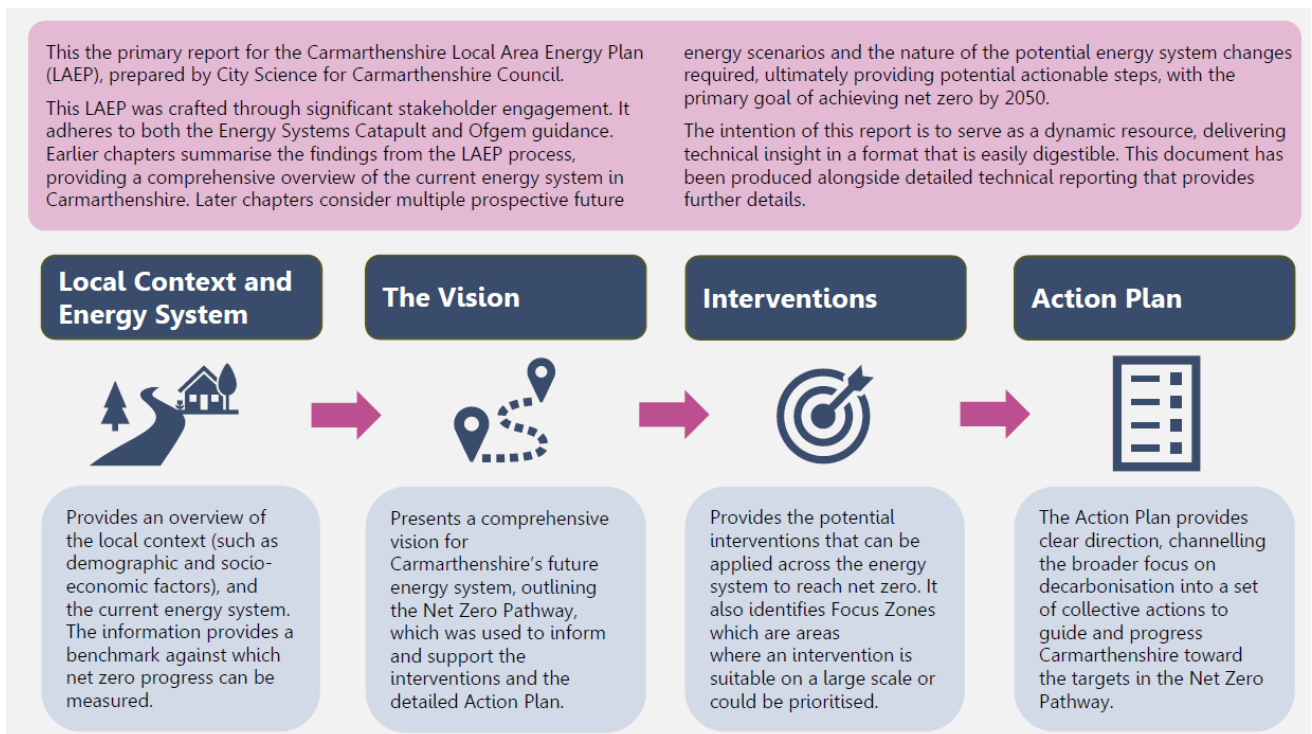 This the primary report for the Carmarthenshire Local Area Energy Plan
(LAEP), prepared by City Science for Carmarthenshire Council.
This LAEP was crafted through significant stakeholder engagement. It
adheres to both the Energy Systems Catapult and Ofgem guidance.
Earlier chapters summarise the findings from the LAEP process,
providing a comprehensive overview of the current energy system in
Carmarthenshire. Later chapters consider multiple prospective future
energy scenarios and the nature of the potential energy system changes
required, ultimately providing potential actionable steps, with the
primary goal of achieving net zero by 2050.
The intention of this report is to serve as a dynamic resource, delivering
technical insight in a format that is easily digestible. This document has
been produced alongside detailed technical reporting that provides
further details.
Local Context and
Energy System
Provides an overview of
the local context (such as
demographic and socio-
economic factors), and
the current energy system.
The information provides a
benchmark against which
net zero progress can be
measured.
The Vision
Presents a comprehensive
vision for
Carmarthenshire's future
energy system, outlining
the Net Zero Pathway,
which was used to inform
and support the
interventions and the
detailed Action Plan.
Interventions
Provides the potential
interventions that can be
applied across the energy
system to reach net zero. It
also identifies Focus Zones
which are areas
where an intervention is
suitable on a large scale or
could be prioritised.
Action Plan
The Action Plan provides
clear direction, channelling
the broader focus on
decarbonisation into a set
of collective actions to
guide and progress
Carmarthenshire toward
the targets in the Net Zero
Pathway.